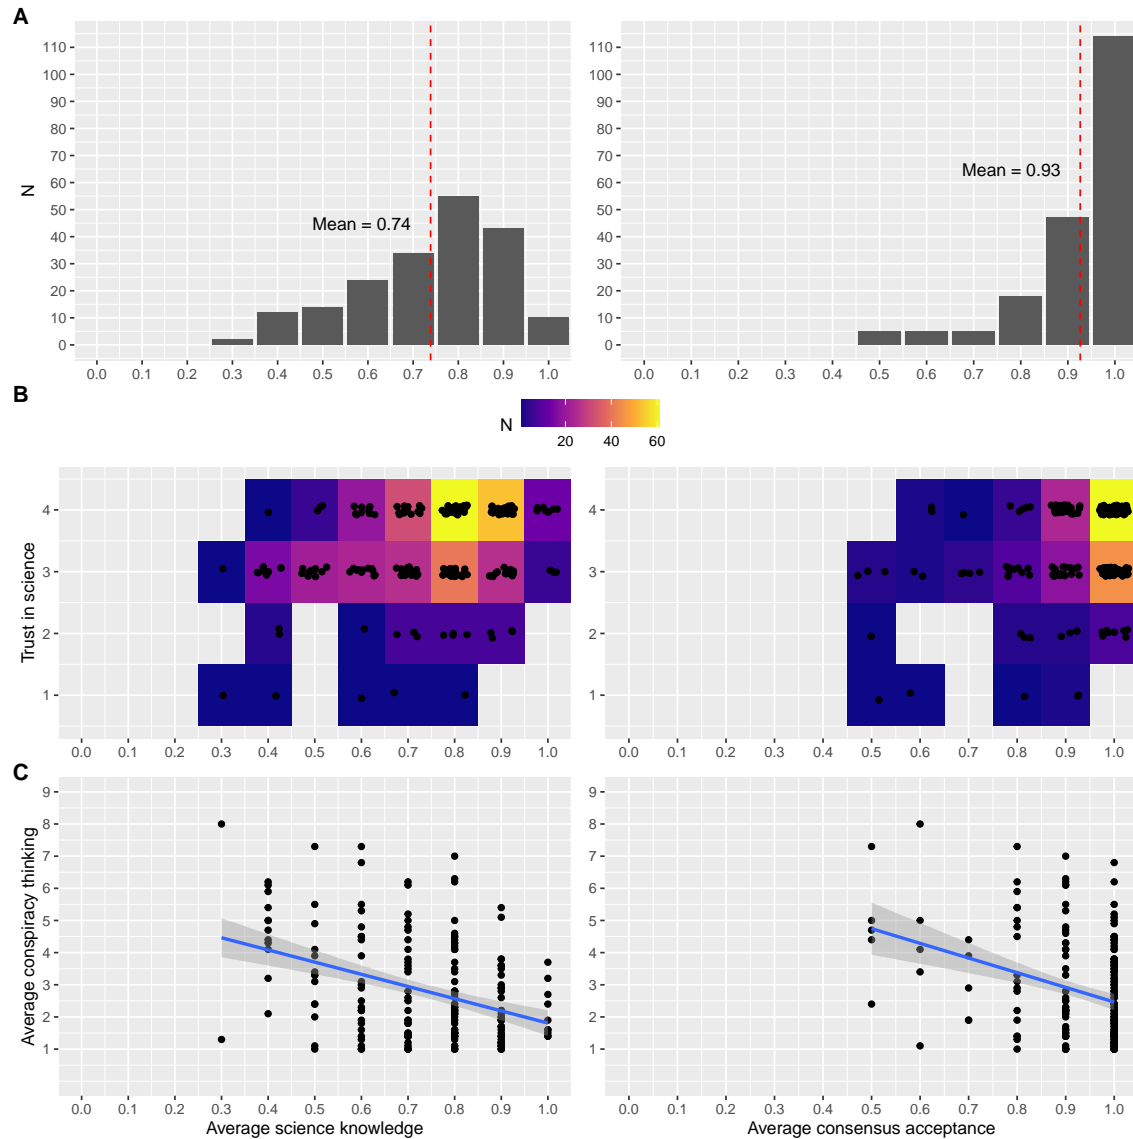 A
110
100
90
80
70
60
50
40
30
20
10
0
N
Mean = 0.74
Mean = 0.93
0.0 0.1 0.2 0.3 0.4 0.5 0.6 0.7 0.8 0.9 1.0
0.0 0.1 0.2 0.3 0.4 0.5 0.6 0.7 0.8 0.9 1.0
110
100
90
80
70
60
50
40
30
20
10
0
B
N
20 40 60
4
3
2
1
Trust in science
0.0 0.1 0.2 0.3 0.4 0.5 0.6 0.7 0.8 0.9 1.0
4
3
2
1
0.0 0.1 0.2 0.3 0.4 0.5 0.6 0.7 0.8 0.9 1.0
C
9
8
7
6
5
4
3
2
1
Average conspiracy thinking
0.0 0.1 0.2 0.3 0.4 0.5 0.6 0.7 0.8 0.9 1.0
Average science knowledge
9
8
7
6
5
4
3
2
1
0.0 0.1 0.2 0.3 0.4 0.5 0.6 0.7 0.8 0.9 1.0
Average consensus acceptance